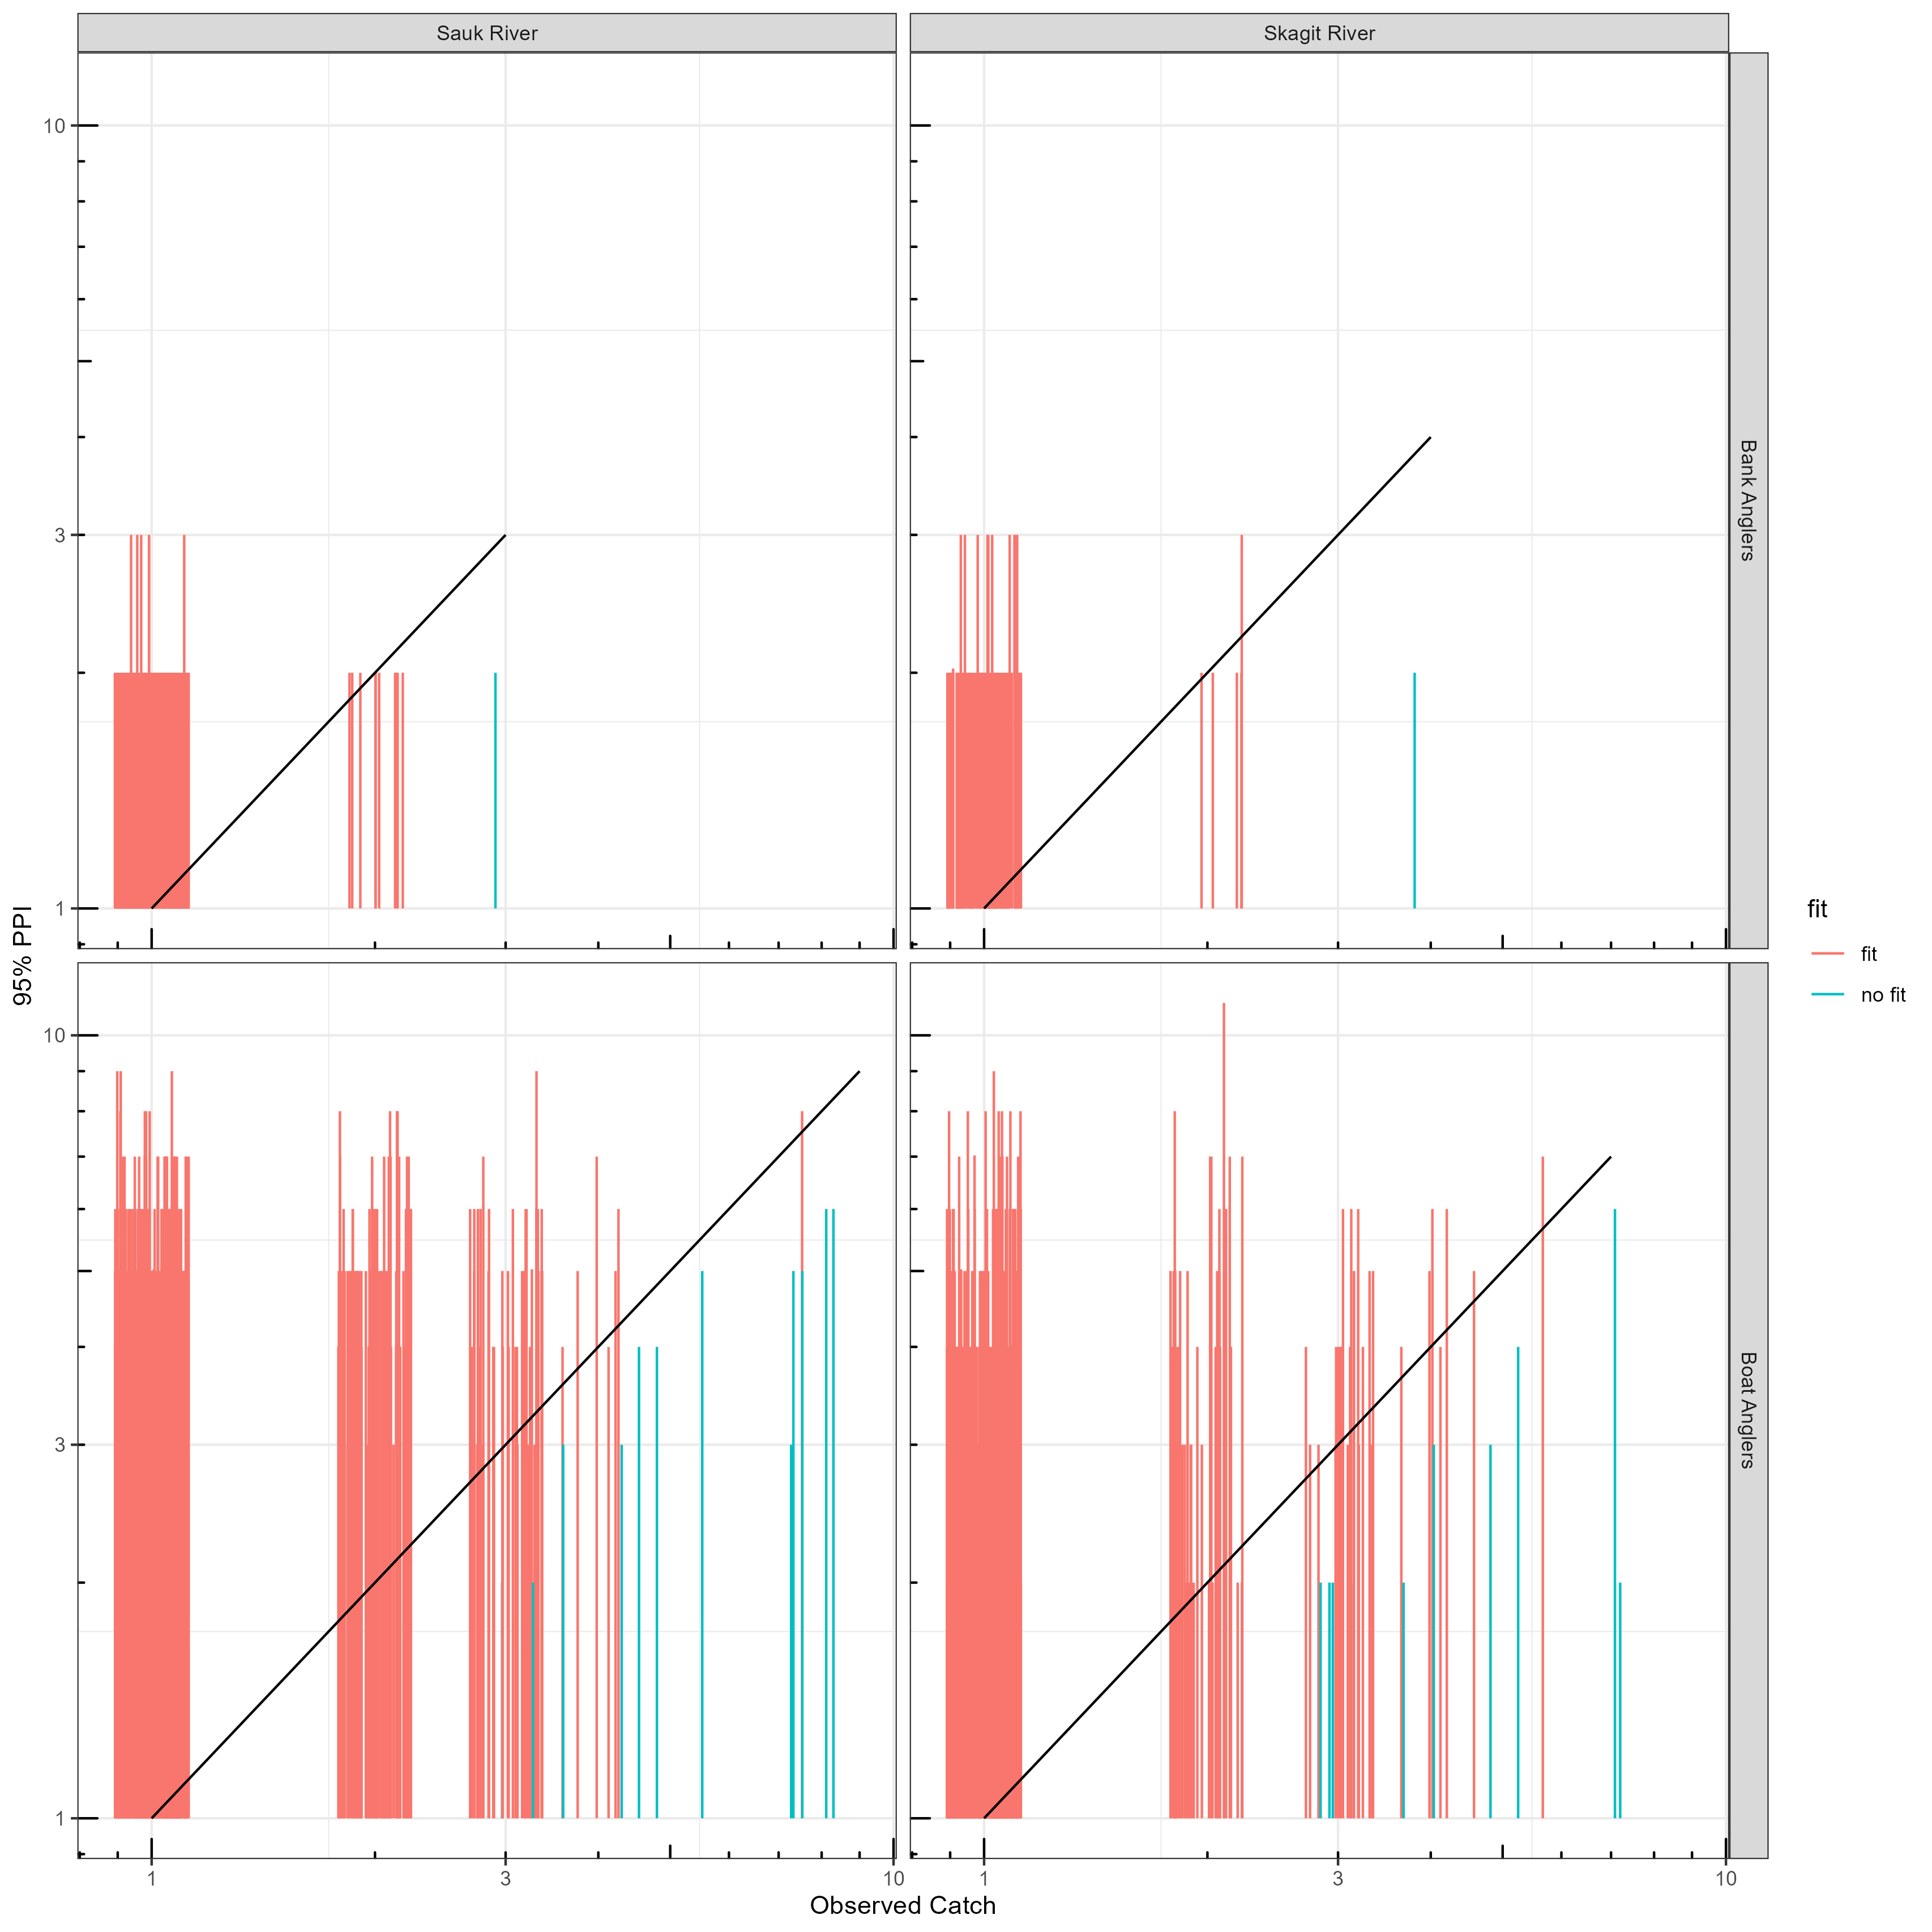 Sauk River
Skagit River
10
3
1
Bank Anglers
95% PPI
fit
fit
no fit
10
3
1
Boat Anglers
1
3
10
1
3
10
Observed Catch